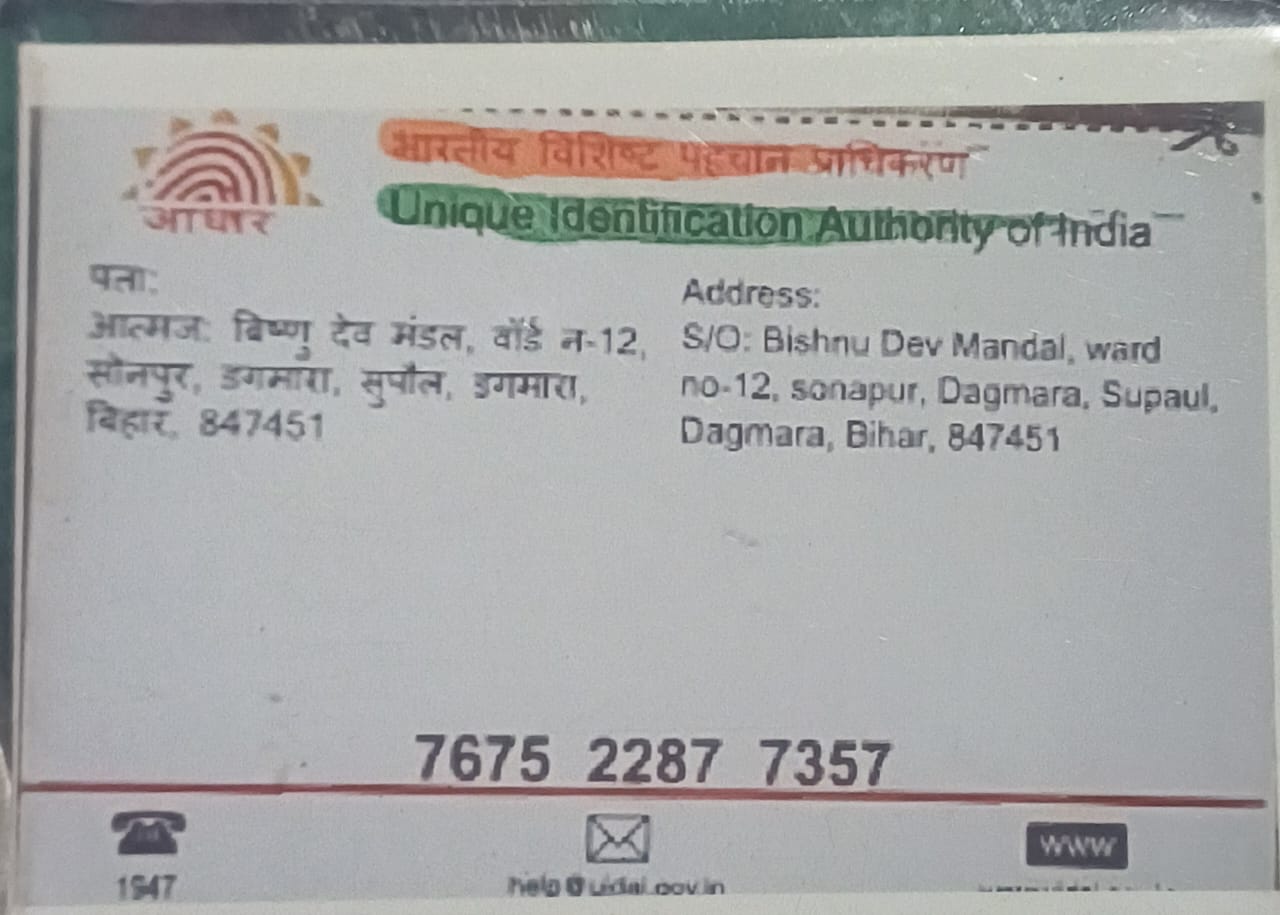 आधार
भारतीय विशिष्ट पहचान प्राधिकरण
Unique Identification Authority of India
पता:
आत्मज: बिष्णु देव मंडल, वॉर्ड न-12,
सोनपुर, डगमारा, सुपौल, डगमारा,
बिहार, 847451
Address:
S/O: Bishnu Dev Mandal, ward
no-12, sonapur, Dagmara, Supaul,
Dagmara, Bihar, 847451
7675 2287 7357
1947
help@uidai.gov.in
www